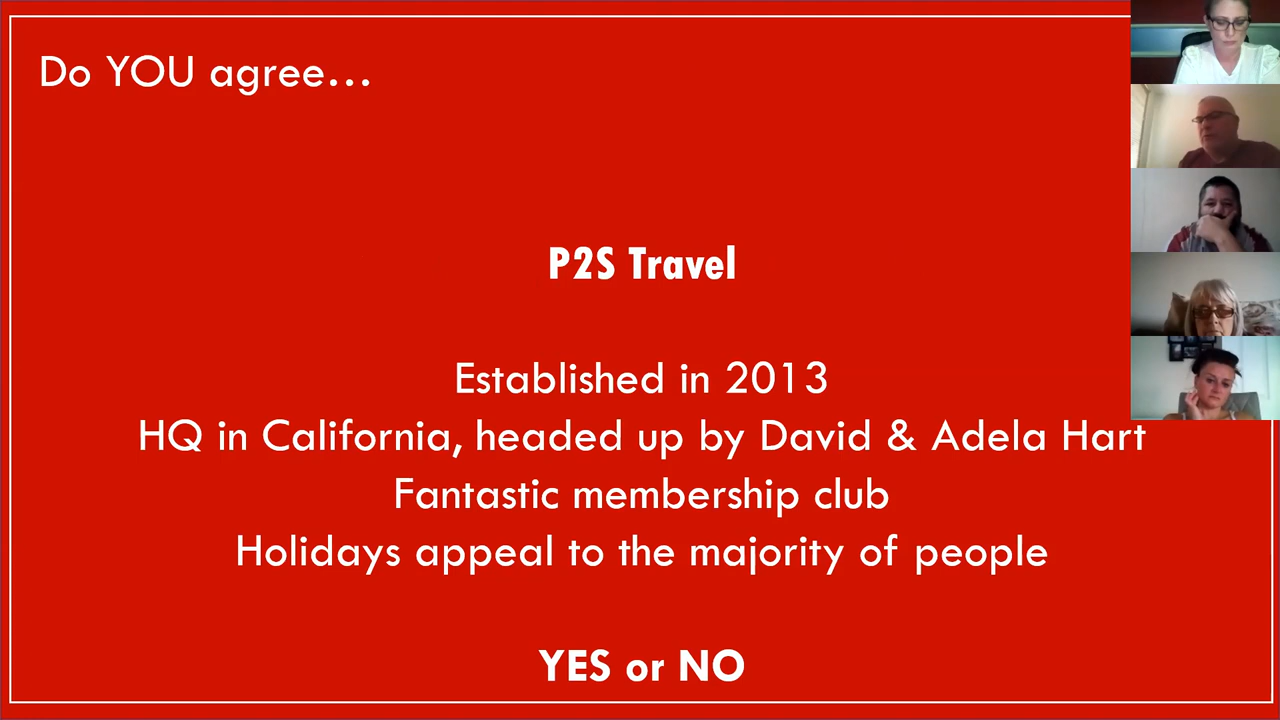 Do YOU agree...
P2S Travel
Established in 2013
HQ in California, headed up by David & Adela Hart
Fantastic membership club
Holidays appeal to the majority of people
YES or NO